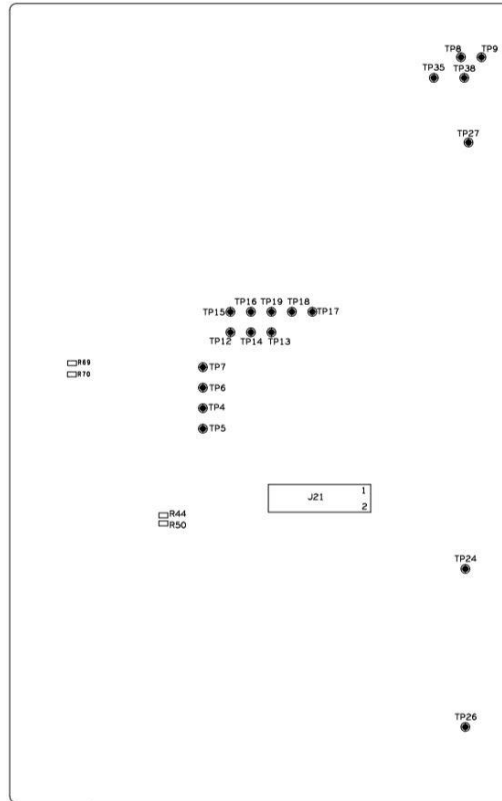 TP8 TP9
TP35 TP38
TP27
TP16 TP19 TP18
TP15 TP17
TP12 TP14 TP13
R69
R70
TP7
TP6
TP4
TP5
J21 1
2
R44
R50
TP24
TP26